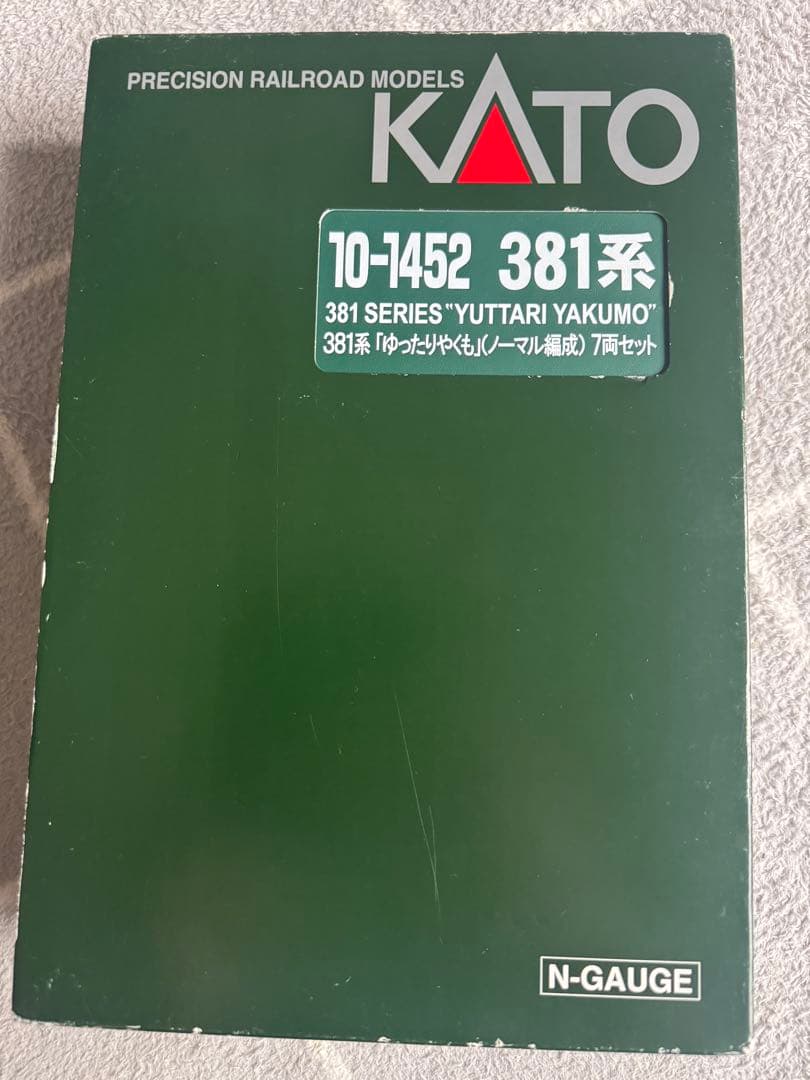 PRECISION RAILROAD MODELS
KATO
10-1452 381系
381 SERIES "YUTTARI YAKUMO"
381系「ゆったりやくも」(ノーマル編成) 7両セット
N-GAUGE